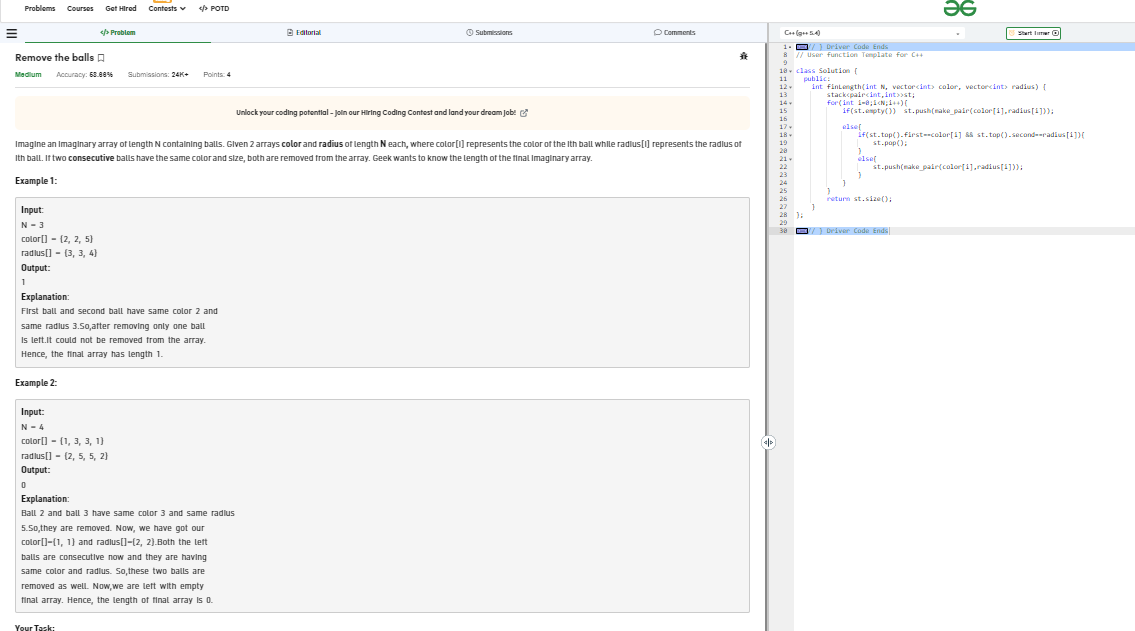 Problems Courses Get Hired Contests </> POTD
</> Problem Editorial Submissions Comments
Remove the balls
Medium Accuracy: 53.66% Submissions: 24K+ Points: 4
Unlock your coding potential - Join our Hiring Coding Contest and land your dream job!
Imagine an imaginary array of length N containing balls. Given 2 arrays color and radius of length N each, where color[i] represents the color of the ith ball while radius[i] represents the radius of
ith ball. If two consecutive balls have the same color and size, both are removed from the array. Geek wants to know the length of the final imaginary array.
Example 1:
Input:
N = 3
color[] = {2, 2, 5}
radius[] = {3, 3, 4}
Output:
1
Explanation:
First ball and second ball have same color 2 and
same radius 3.So,after removing only one ball
is left.It could not be removed from the array.
Hence, the final array has length 1.
Example 2:
Input:
N = 4
color[] = {1, 3, 3, 1}
radius[] = {2, 5, 5, 2}
Output:
0
Explanation:
Ball 2 and ball 3 have same color 3 and same radius
5.So,they are removed. Now, we have got our
color[]={1, 1} and radius[]={2, 2}.Both the left
balls are consecutive now and they are having
same color and radius. So,these two balls are
removed as well. Now,we are left with empty
final array. Hence, the length of final array is 0.
Your Task:
C++ (g++ 5.4) Start Timer
1 // } Driver Code Ends
8 // User function Template for C++
9
10 class Solution {
11 public:
12 int finLength(int N, vector<int> color, vector<int> radius) {
13 stack<pair<int,int>>st;
14 for(int i=0;i<N;i++){
15 if(st.empty()) st.push(make_pair(color[i],radius[i]));
16
17 else{
18 if(st.top().first==color[i] && st.top().second==radius[i]){
19 st.pop();
20 }
21 else{
22 st.push(make_pair(color[i],radius[i]));
23 }
24 }
25 }
26 return st.size();
27 }
28 };
29
30 // } Driver Code Ends